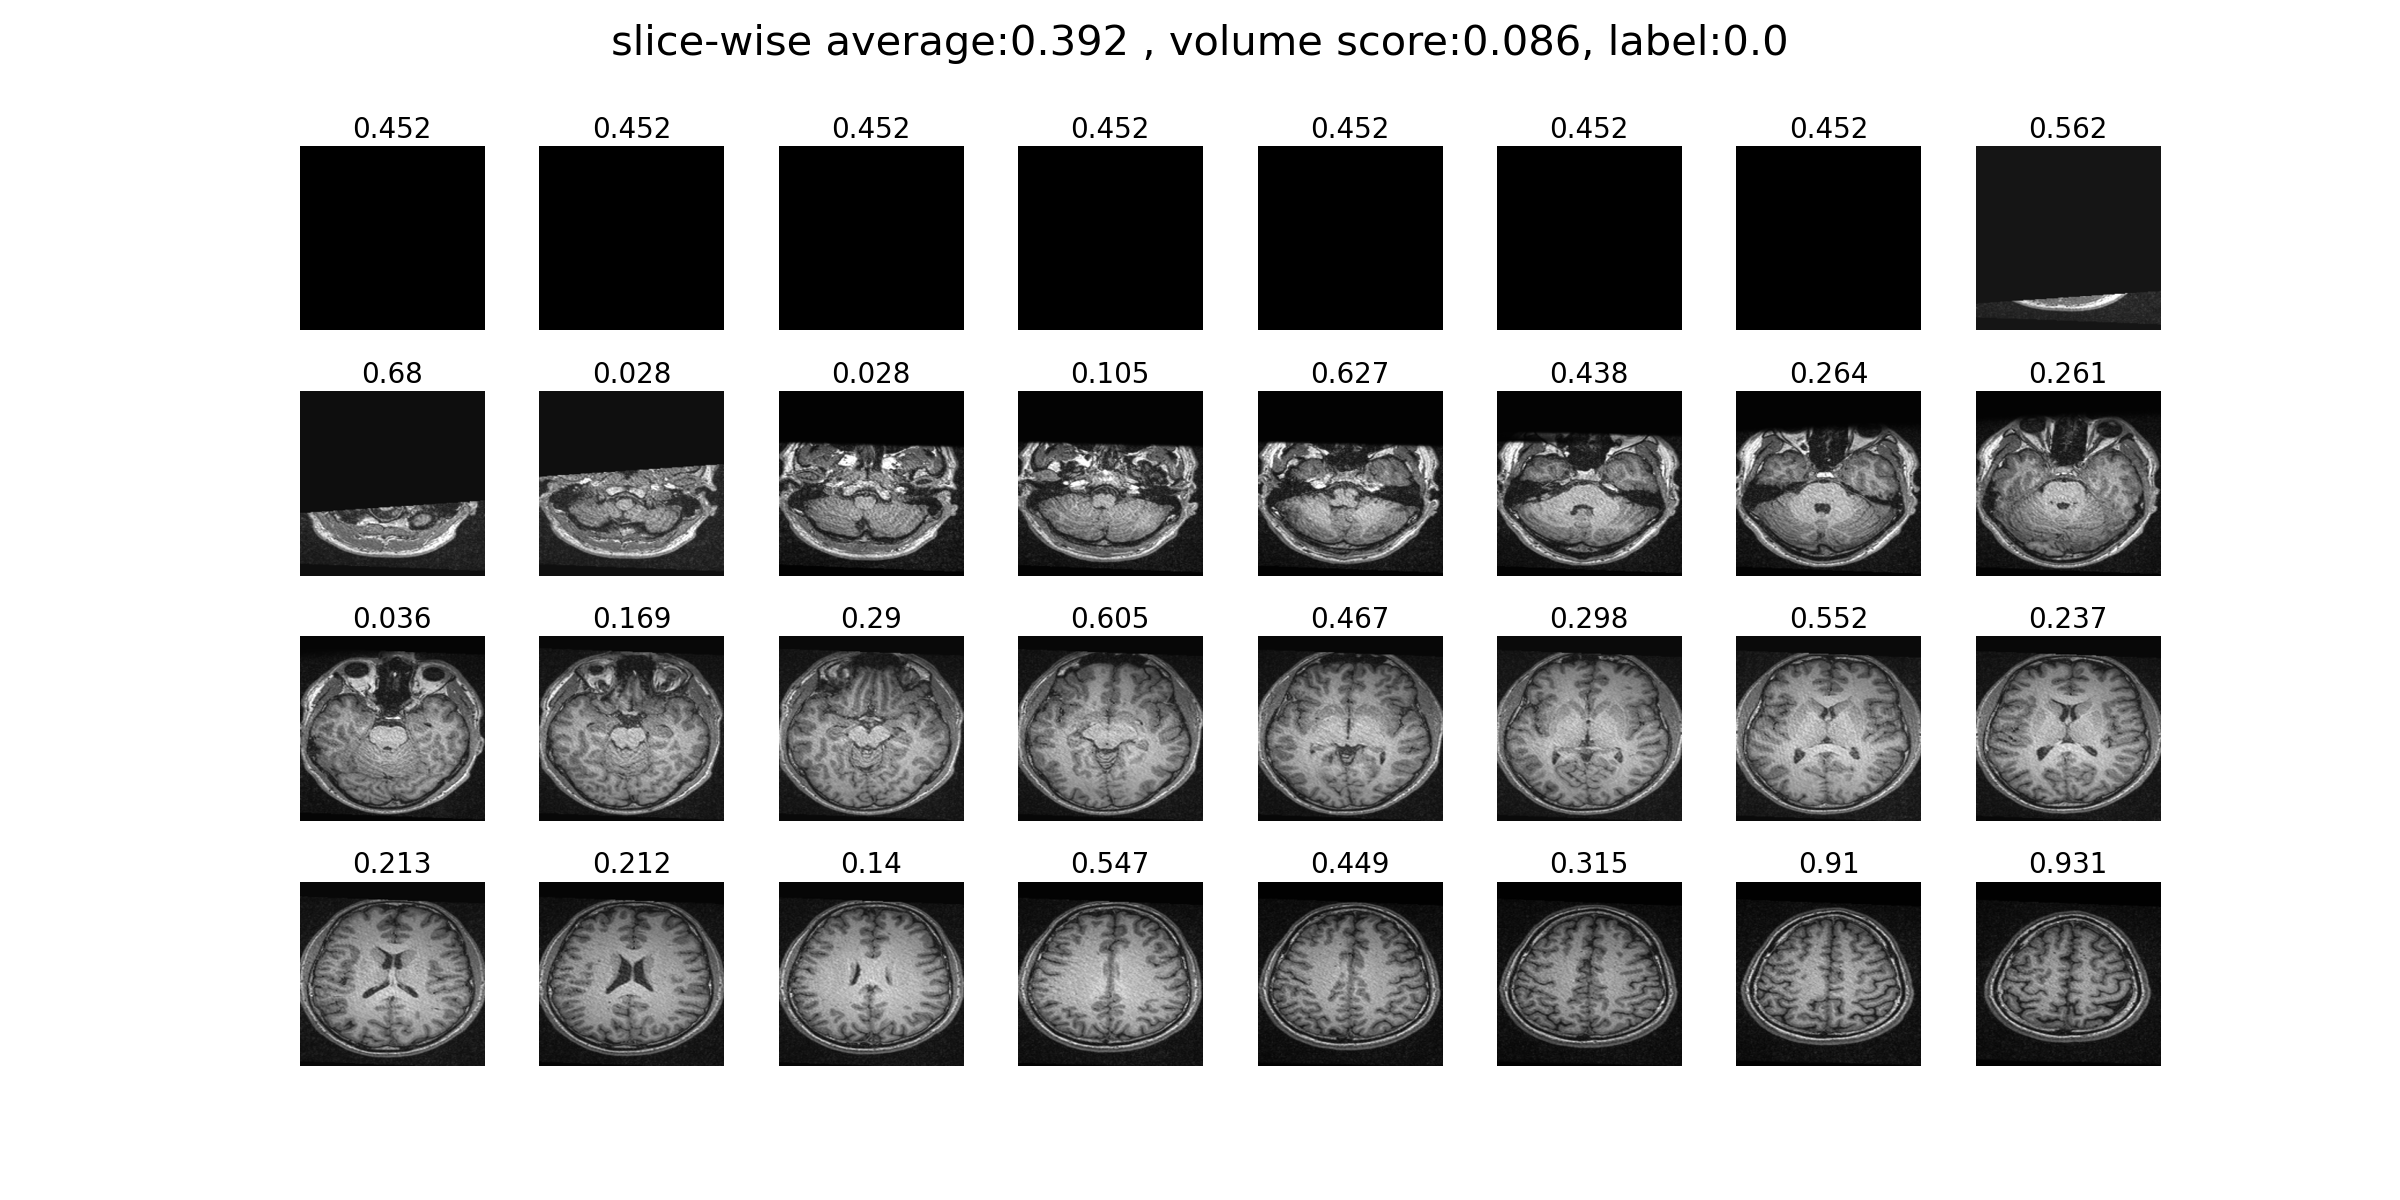 slice-wise average:0.392 , volume score:0.086, label:0.0
0.452 0.452 0.452 0.452 0.452 0.452 0.452 0.562
0.68 0.028 0.028 0.105 0.627 0.438 0.264 0.261
0.036 0.169 0.29 0.605 0.467 0.298 0.552 0.237
0.213 0.212 0.14 0.547 0.449 0.315 0.91 0.931